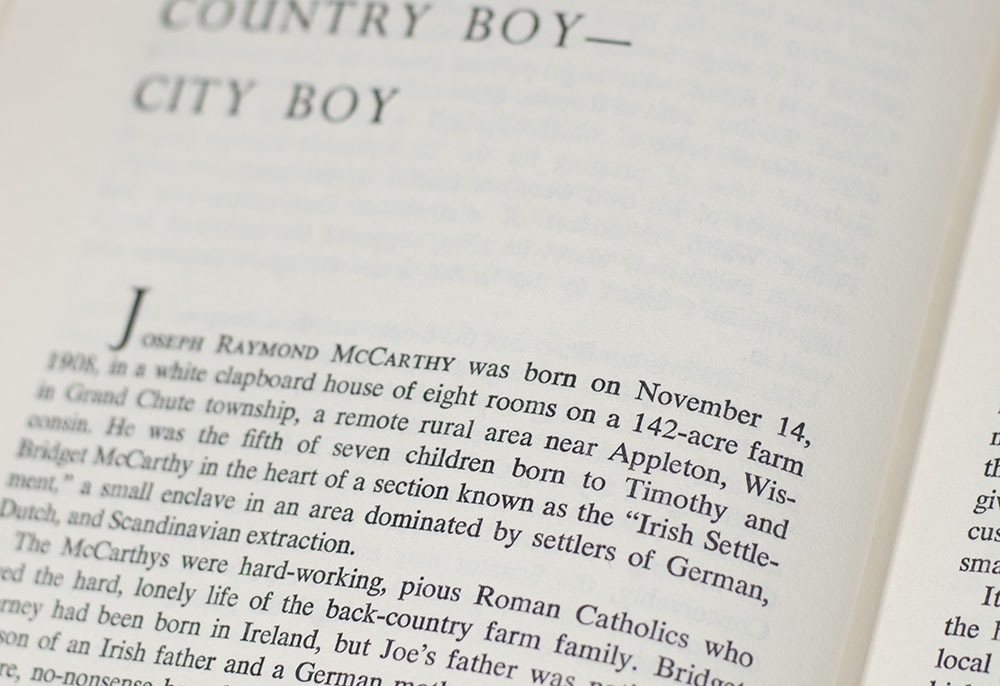 COUNTRY BOY—
CITY BOY
JOSEPH RAYMOND MCCARTHY was born on November 14,
1908, in a white clapboard house of eight rooms on a 142-acre farm
in Grand Chute township, a remote rural area near Appleton, Wis-
consin. He was the fifth of seven children born to Timothy and
Bridget McCarthy in the heart of a section known as the “Irish Settle-
ment,” a small enclave in an area dominated by settlers of German,
Dutch, and Scandinavian extraction.
The McCarthys were hard-working, pious Roman Catholics who
the hard, lonely life of the back-country farm family. Bridget
had been born in Ireland, but Joe’s father was
son of an Irish father and a German
no-nonsense
It
the
local